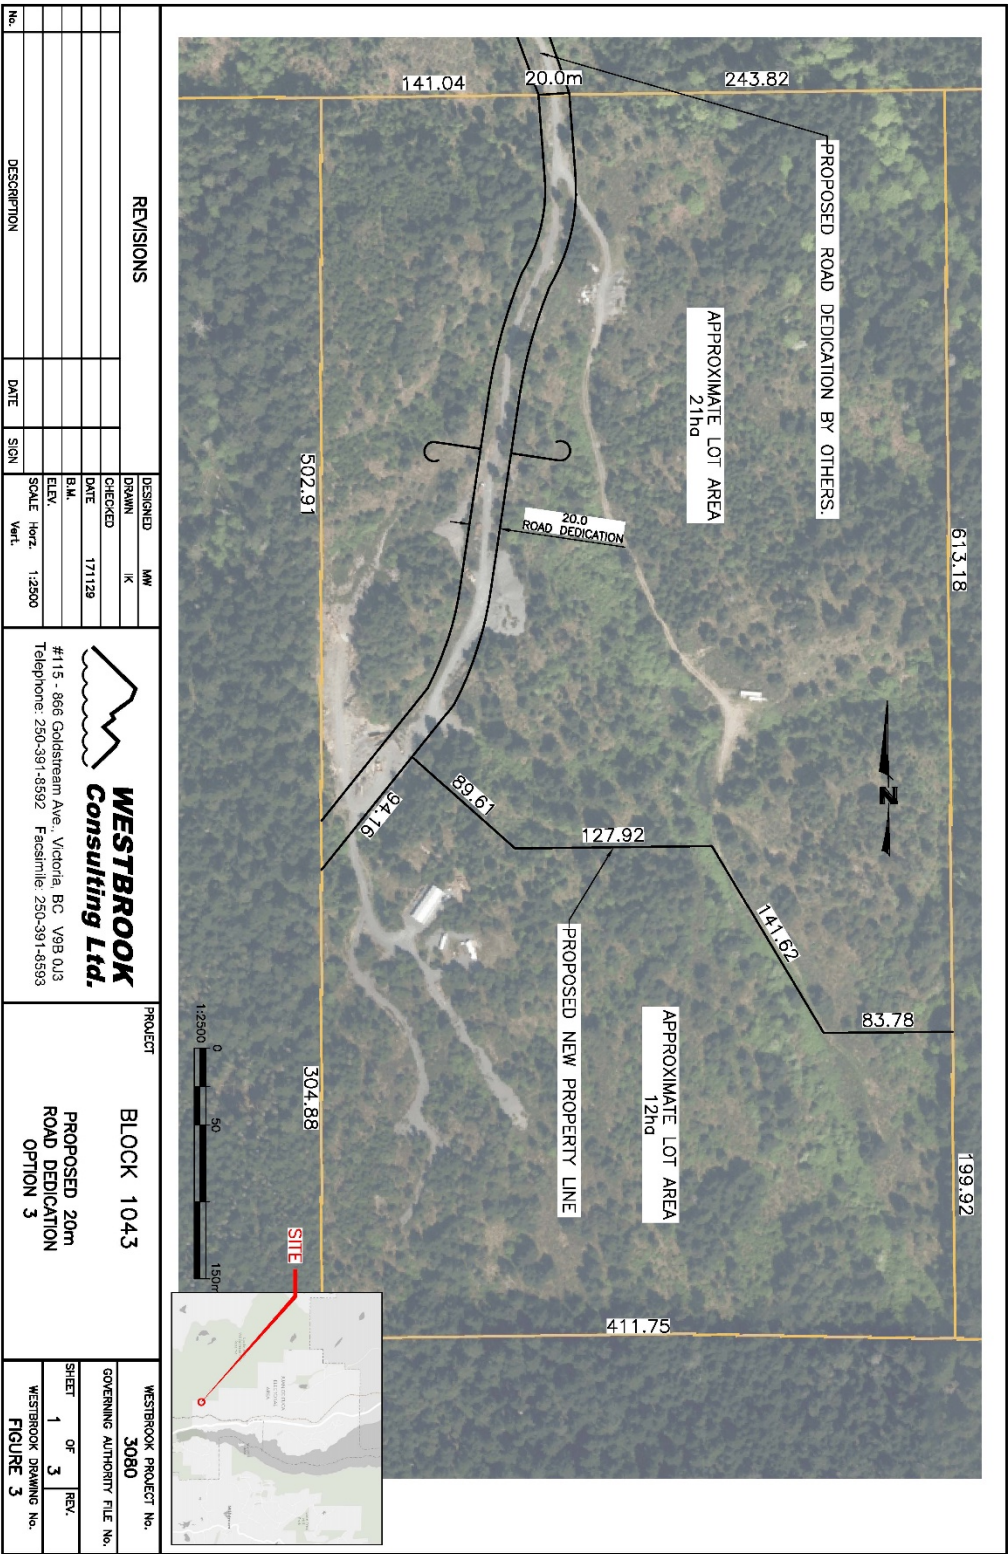 141.04
20.0m
243.82
PROPOSED ROAD DEDICATION BY OTHERS.
APPROXIMATE LOT AREA
21ha
613.18
502.91
20.0
ROAD DEDICATION
N
89.61
94.16
127.92
141.62
83.78
PROPOSED NEW PROPERTY LINE
APPROXIMATE LOT AREA
12ha
199.92
304.88
411.75
1:2500
0
50
150m
SITE
REVISIONS
No.
DESCRIPTION
DATE
SIGN
DESIGNED MW
DRAWN IK
CHECKED
DATE 171129
B.M.
ELEV.
SCALE Horz. 1:2500
Vert.
WESTBROOK
Consulting Ltd.
#115 - 866 Goldstream Ave., Victoria, BC V9B 0J3
Telephone: 250-391-8592 Facsimile: 250-391-8593
PROJECT
BLOCK 1043
PROPOSED 20m
ROAD DEDICATION
OPTION 3
WESTBROOK PROJECT No.
3080
GOVERNING AUTHORITY FILE No.
SHEET 1 OF 3 REV.
WESTBROOK DRAWING No.
FIGURE 3